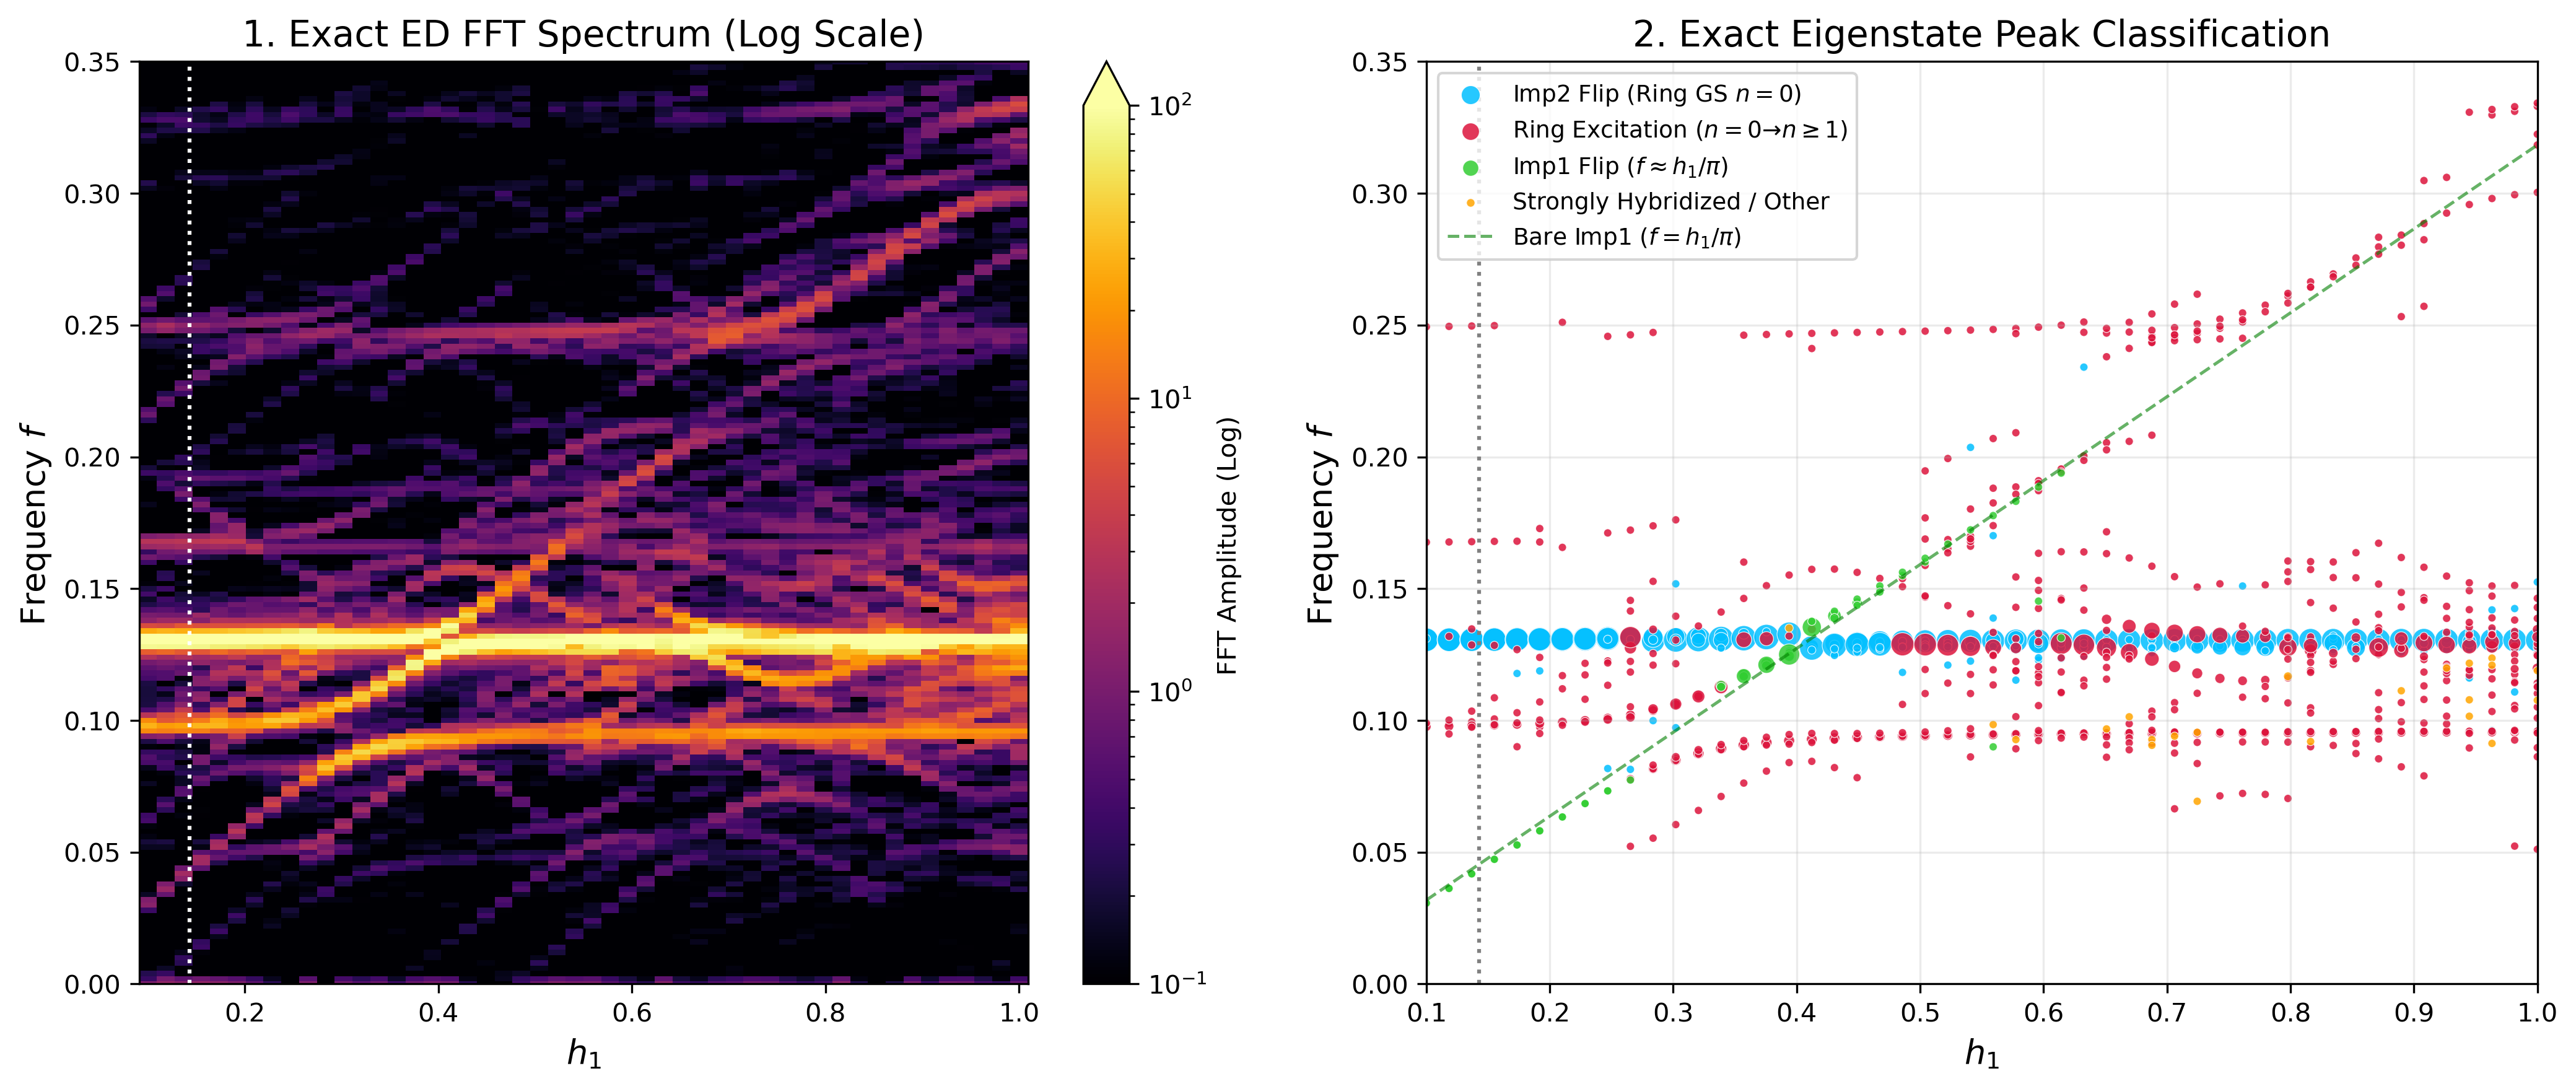 1. Exact ED FFT Spectrum (Log Scale)
0.35
0.30
0.25
0.20
0.15
0.10
0.05
0.00
Frequency f
0.2
0.4
0.6
0.8
1.0
h₁
10²
10¹
10⁰
10⁻¹
FFT Amplitude (Log)
2. Exact Eigenstate Peak Classification
Imp2 Flip (Ring GS n = 0)
Ring Excitation (n = 0→n ≥ 1)
Imp1 Flip (f ≈ h₁/π)
Strongly Hybridized / Other
Bare Imp1 (f = h₁/π)
0.35
0.30
0.25
0.20
0.15
0.10
0.05
0.00
Frequency f
0.1
0.2
0.3
0.4
0.5
0.6
0.7
0.8
0.9
1.0
h₁